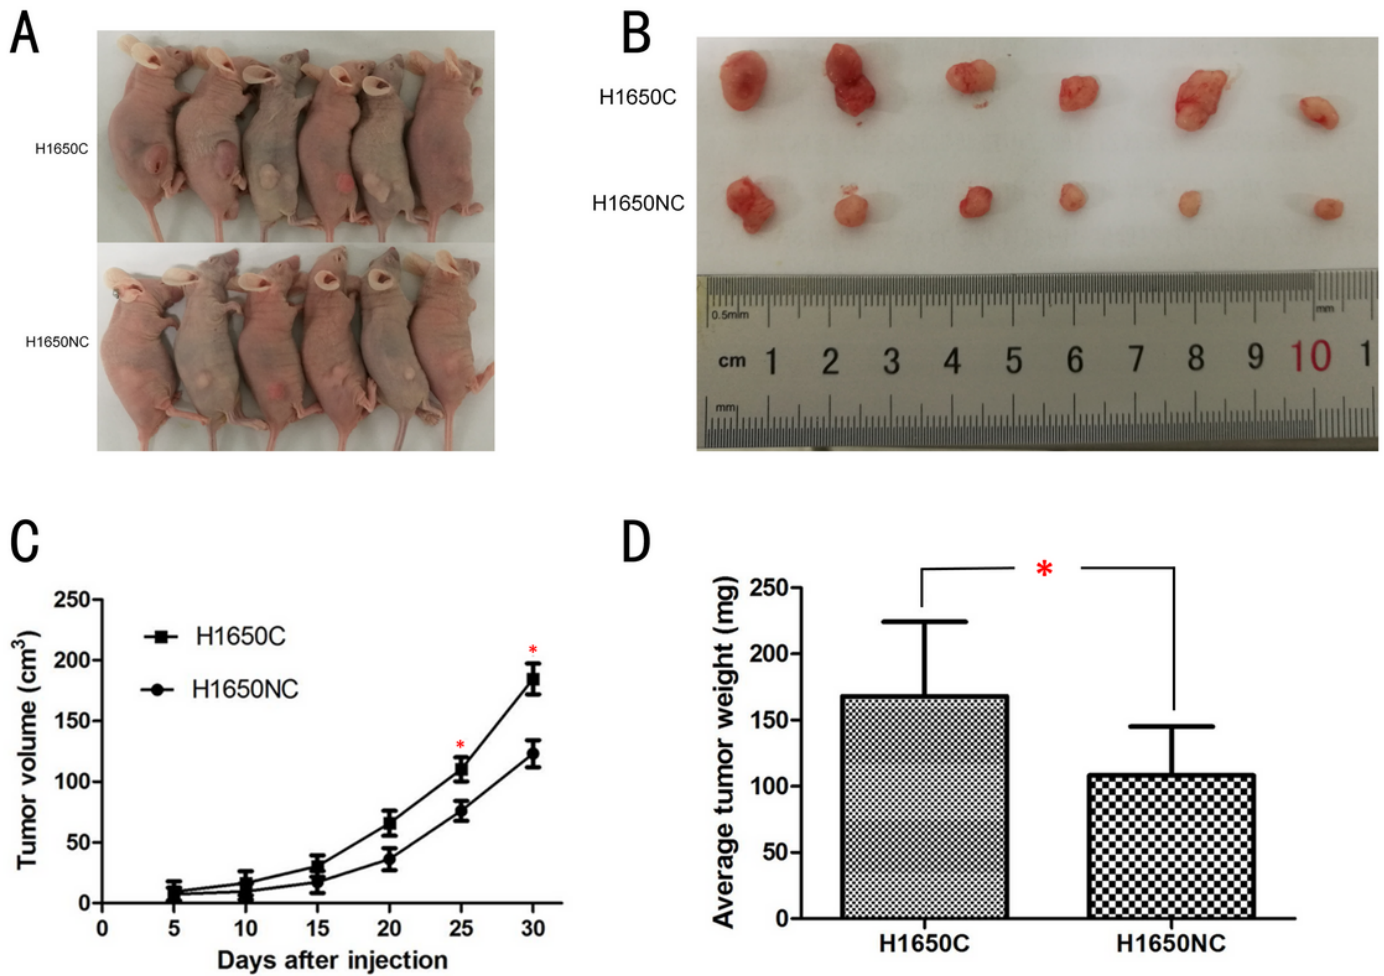 A
H1650C
H1650NC
B
H1650C
H1650NC
0.5mm
mm
cm 1 2 3 4 5 6 7 8 9 10 1
mm
C
250
200
150
100
50
0
Tumor volume (cm3)
H1650C
H1650NC
*
*
0 5 10 15 20 25 30
Days after injection
D
250
200
150
100
50
0
Average tumor weight (mg)
*
H1650C H1650NC